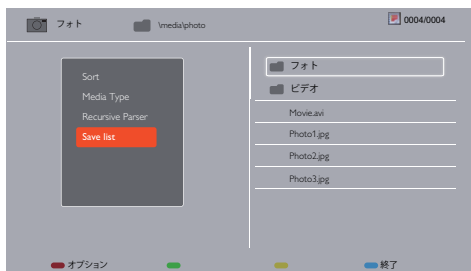 フォト \media\photo 0004/0004
Sort
Media Type
Recursive Parser
Save list
フォト
ビデオ
Movie.avi
Photo1.jpg
Photo2.jpg
Photo3.jpg
オプション 終了